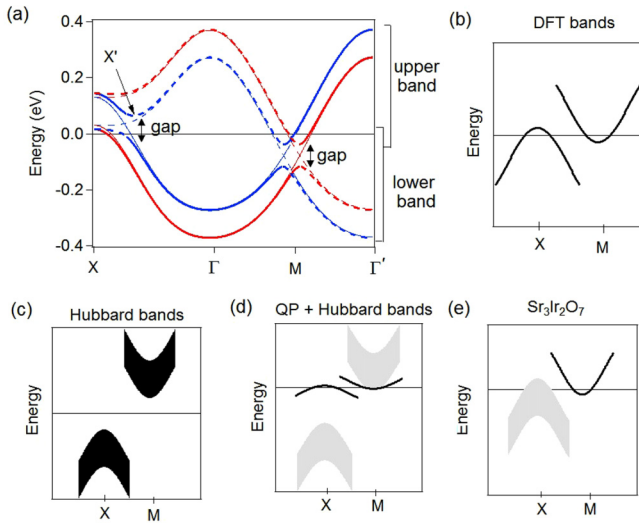 (a)
Energy (eV)
0.4
0.2
0.0
-0.2
-0.4
X'
gap
gap
upper
band
lower
band
X
Γ
M
Γ'
(b)
DFT bands
Energy
X
M
(c)
Hubbard bands
Energy
X
M
(d)
QP + Hubbard bands
Energy
X
M
(e)
Sr₃Ir₂O₇
Energy
X
M